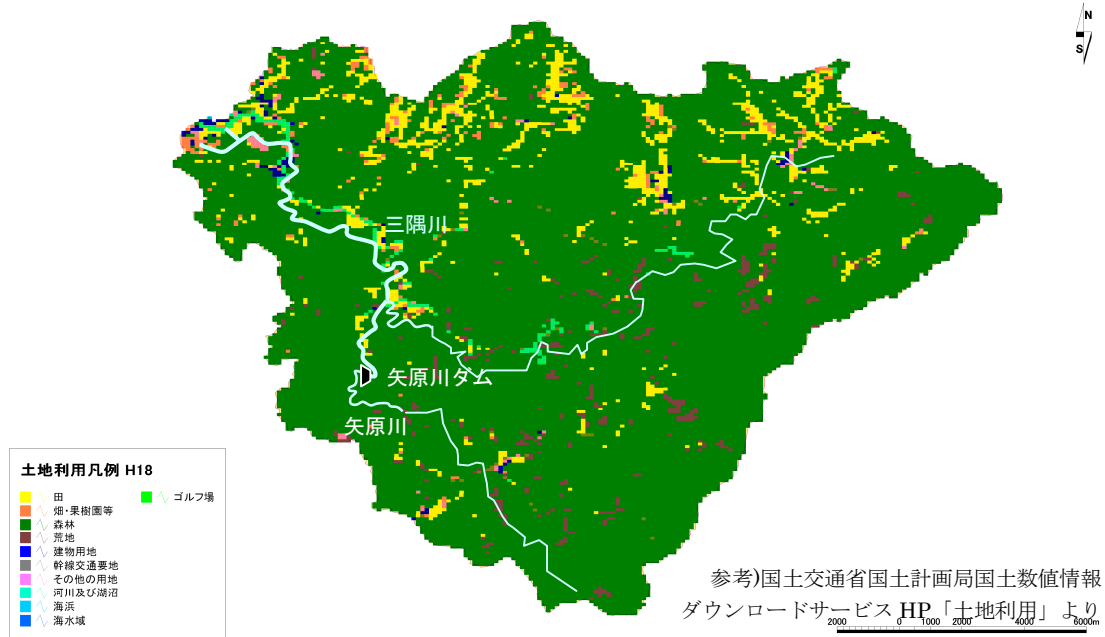 N
S
三隅川
矢原川ダム
矢原川
土地利用凡例 H18
田
ゴルフ場
畑・果樹園等
森林
荒地
建物用地
幹線交通要地
その他の用地
河川及び湖沼
海浜
海水域
参考)国土交通省国土計画局国土数値情報
ダウンロードサービス HP「土地利用」より
2000 0 1000 2000 4000 6000m